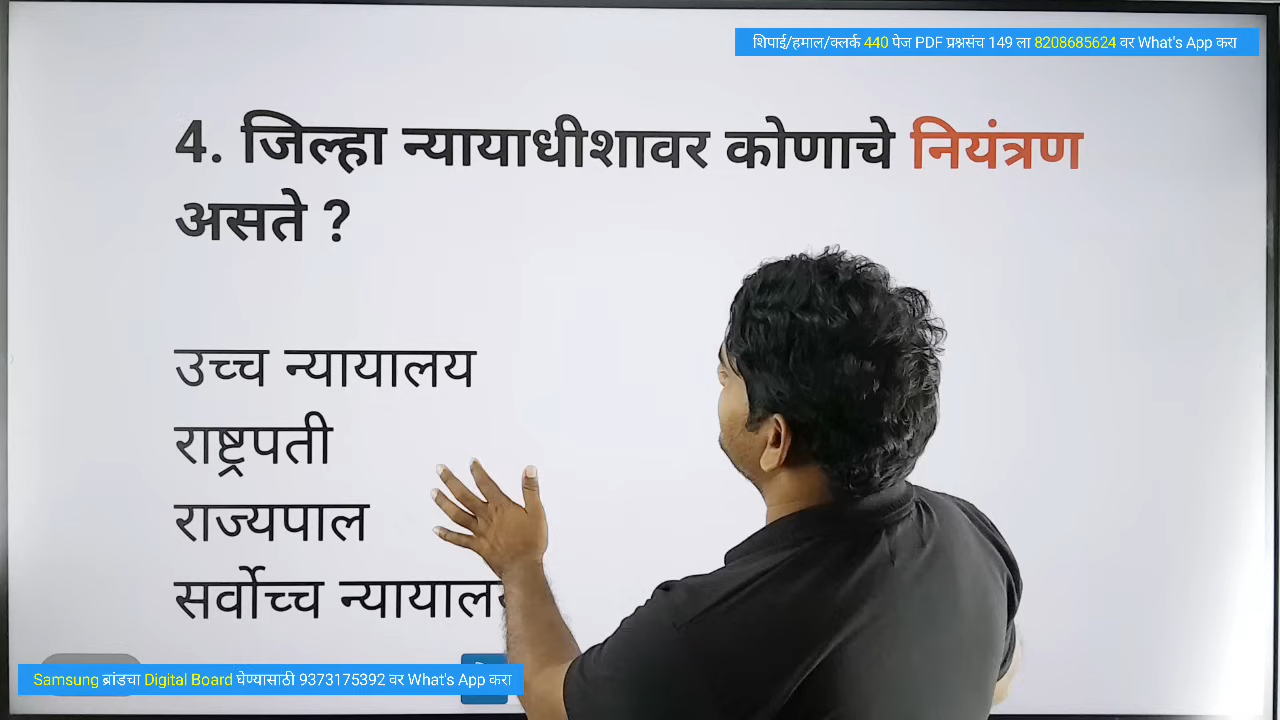 शिपाई/हमाल/क्लर्क 440 पेज PDF प्रश्नसंच 149 ला 8208685624 वर What's App करा
4. जिल्हा न्यायाधीशावर कोणाचे नियंत्रण
असते ?
उच्च न्यायालय
राष्ट्रपती
राज्यपाल
सर्वोच्च न्यायालय
Samsung ब्रांडचा Digital Board घेण्यासाठी 9373175392 वर What's App करा